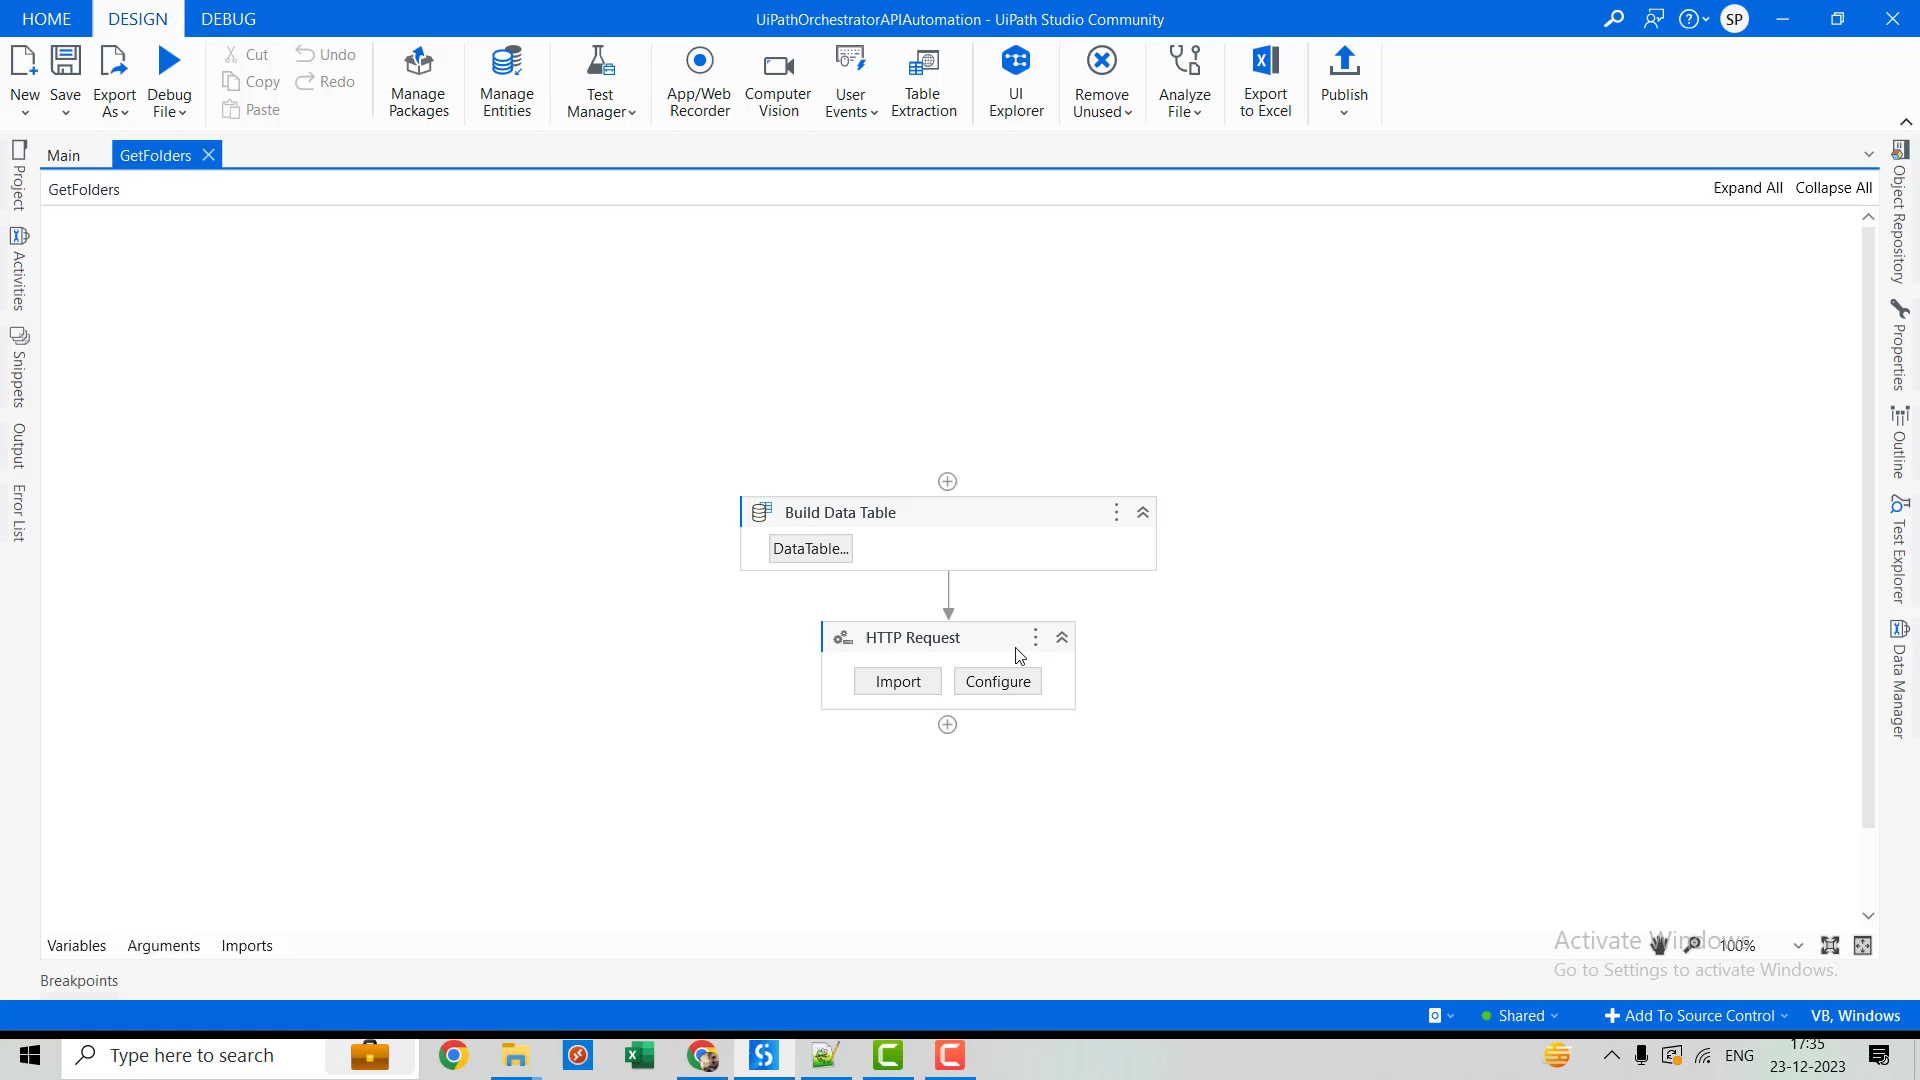 HOME DESIGN DEBUG UiPathOrchestratorAPIAutomation - UiPath Studio Community SP
New Save Export As Debug File Cut Copy Paste Undo Redo Manage Packages Manage Entities Test Manager App/Web Recorder Computer Vision User Events Table Extraction UI Explorer Remove Unused Analyze File Export to Excel Publish
Main GetFolders
GetFolders Expand All Collapse All
Project
Activities
Snippets
Output
Error List
Build Data Table
DataTable...
HTTP Request
Import Configure
Object Repository
Properties
Outline
Test Explorer
Data Manager
Variables Arguments Imports 100%
Activate Windows
Go to Settings to activate Windows.
Breakpoints
Shared Add To Source Control VB, Windows
Type here to search ENG 17:35
23-12-2023